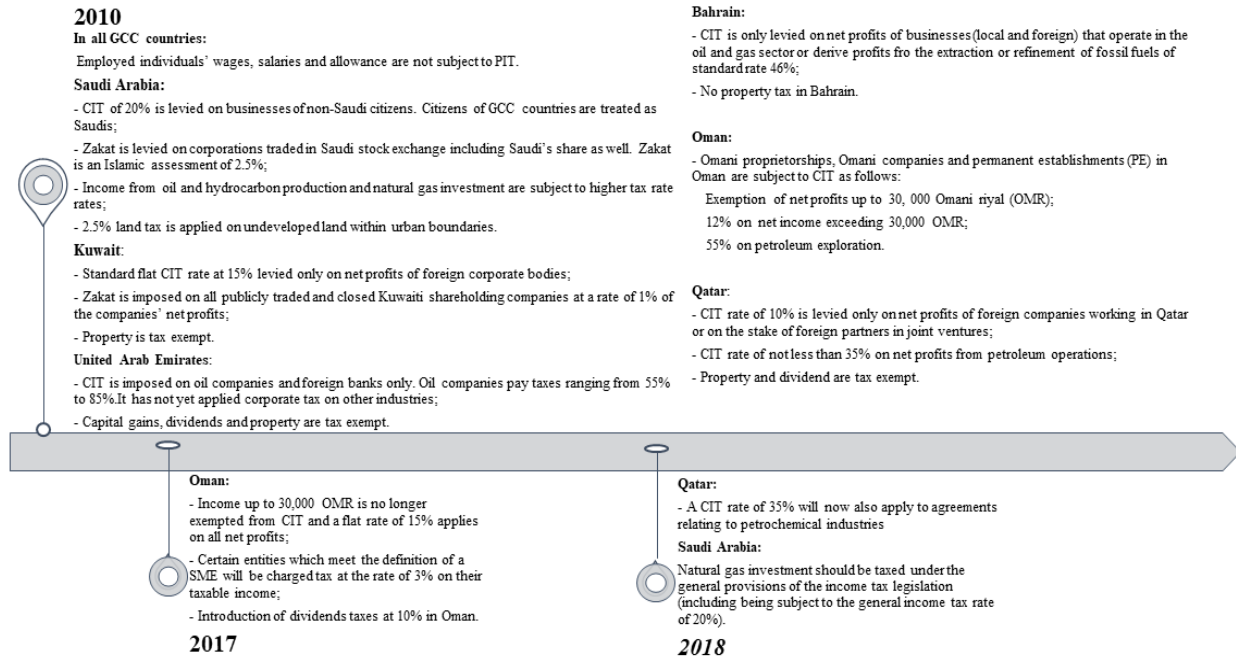 2010
In all GCC countries:
Employed individuals' wages, salaries and allowance are not subject to PIT.
Saudi Arabia:
- CIT of 20% is levied on businesses of non-Saudi citizens. Citizens of GCC countries are treated as
Saudis;
- Zakat is levied on corporations traded in Saudi stock exchange including Saudi's share as well. Zakat
is an Islamic assessment of 2.5%;
- Income from oil and hydrocarbon production and natural gas investment are subject to higher tax rate
rates;
- 2.5% land tax is applied on undeveloped land within urban boundaries.
Kuwait:
- Standard flat CIT rate at 15% levied only on net profits of foreign corporate bodies;
- Zakat is imposed on all publicly traded and closed Kuwaiti shareholding companies at a rate of 1% of
the companies' net profits;
- Property is tax exempt.
United Arab Emirates:
- CIT is imposed on oil companies and foreign banks only. Oil companies pay taxes ranging from 55%
to 85%.It has not yet applied corporate tax on other industries;
- Capital gains, dividends and property are tax exempt.
Bahrain:
- CIT is only levied on net profits of businesses (local and foreign) that operate in the
oil and gas sector or derive profits fro the extraction or refinement of fossil fuels of
standard rate 46%;
- No property tax in Bahrain.
Oman:
- Omani proprietorships, Omani companies and permanent establishments (PE) in
Oman are subject to CIT as follows:
Exemption of net profits up to 30, 000 Omani riyal (OMR);
12% on net income exceeding 30,000 OMR;
55% on petroleum exploration.
Qatar:
- CIT rate of 10% is levied only on net profits of foreign companies working in Qatar
or on the stake of foreign partners in joint ventures;
- CIT rate of not less than 35% on net profits from petroleum operations;
- Property and dividend are tax exempt.
Oman:
- Income up to 30,000 OMR is no longer
exempted from CIT and a flat rate of 15% applies
on all net profits;
- Certain entities which meet the definition of a
SME will be charged tax at the rate of 3% on their
taxable income;
- Introduction of dividends taxes at 10% in Oman.
2017
Qatar:
- A CIT rate of 35% will now also apply to agreements
relating to petrochemical industries
Saudi Arabia:
Natural gas investment should be taxed under the
general provisions of the income tax legislation
(including being subject to the general income tax rate
of 20%).
2018